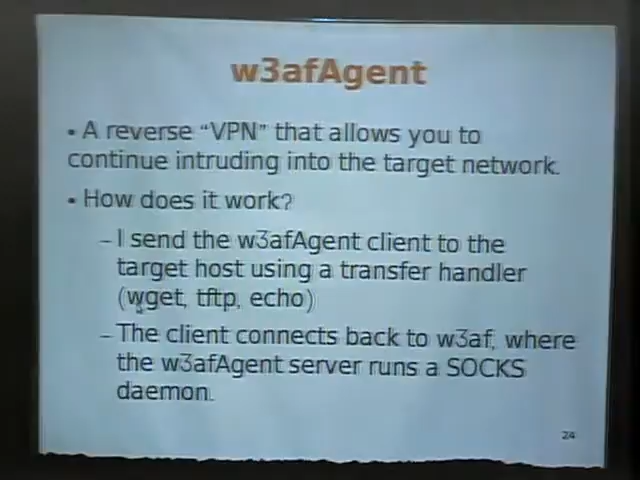 w3afAgent
• A reverse “VPN” that allows you to
continue intruding into the target network.
• How does it work?
– I send the w3afAgent client to the
target host using a transfer handler
(wget, tftp, echo)
– The client connects back to w3af, where
the w3afAgent server runs a SOCKS
daemon.
24